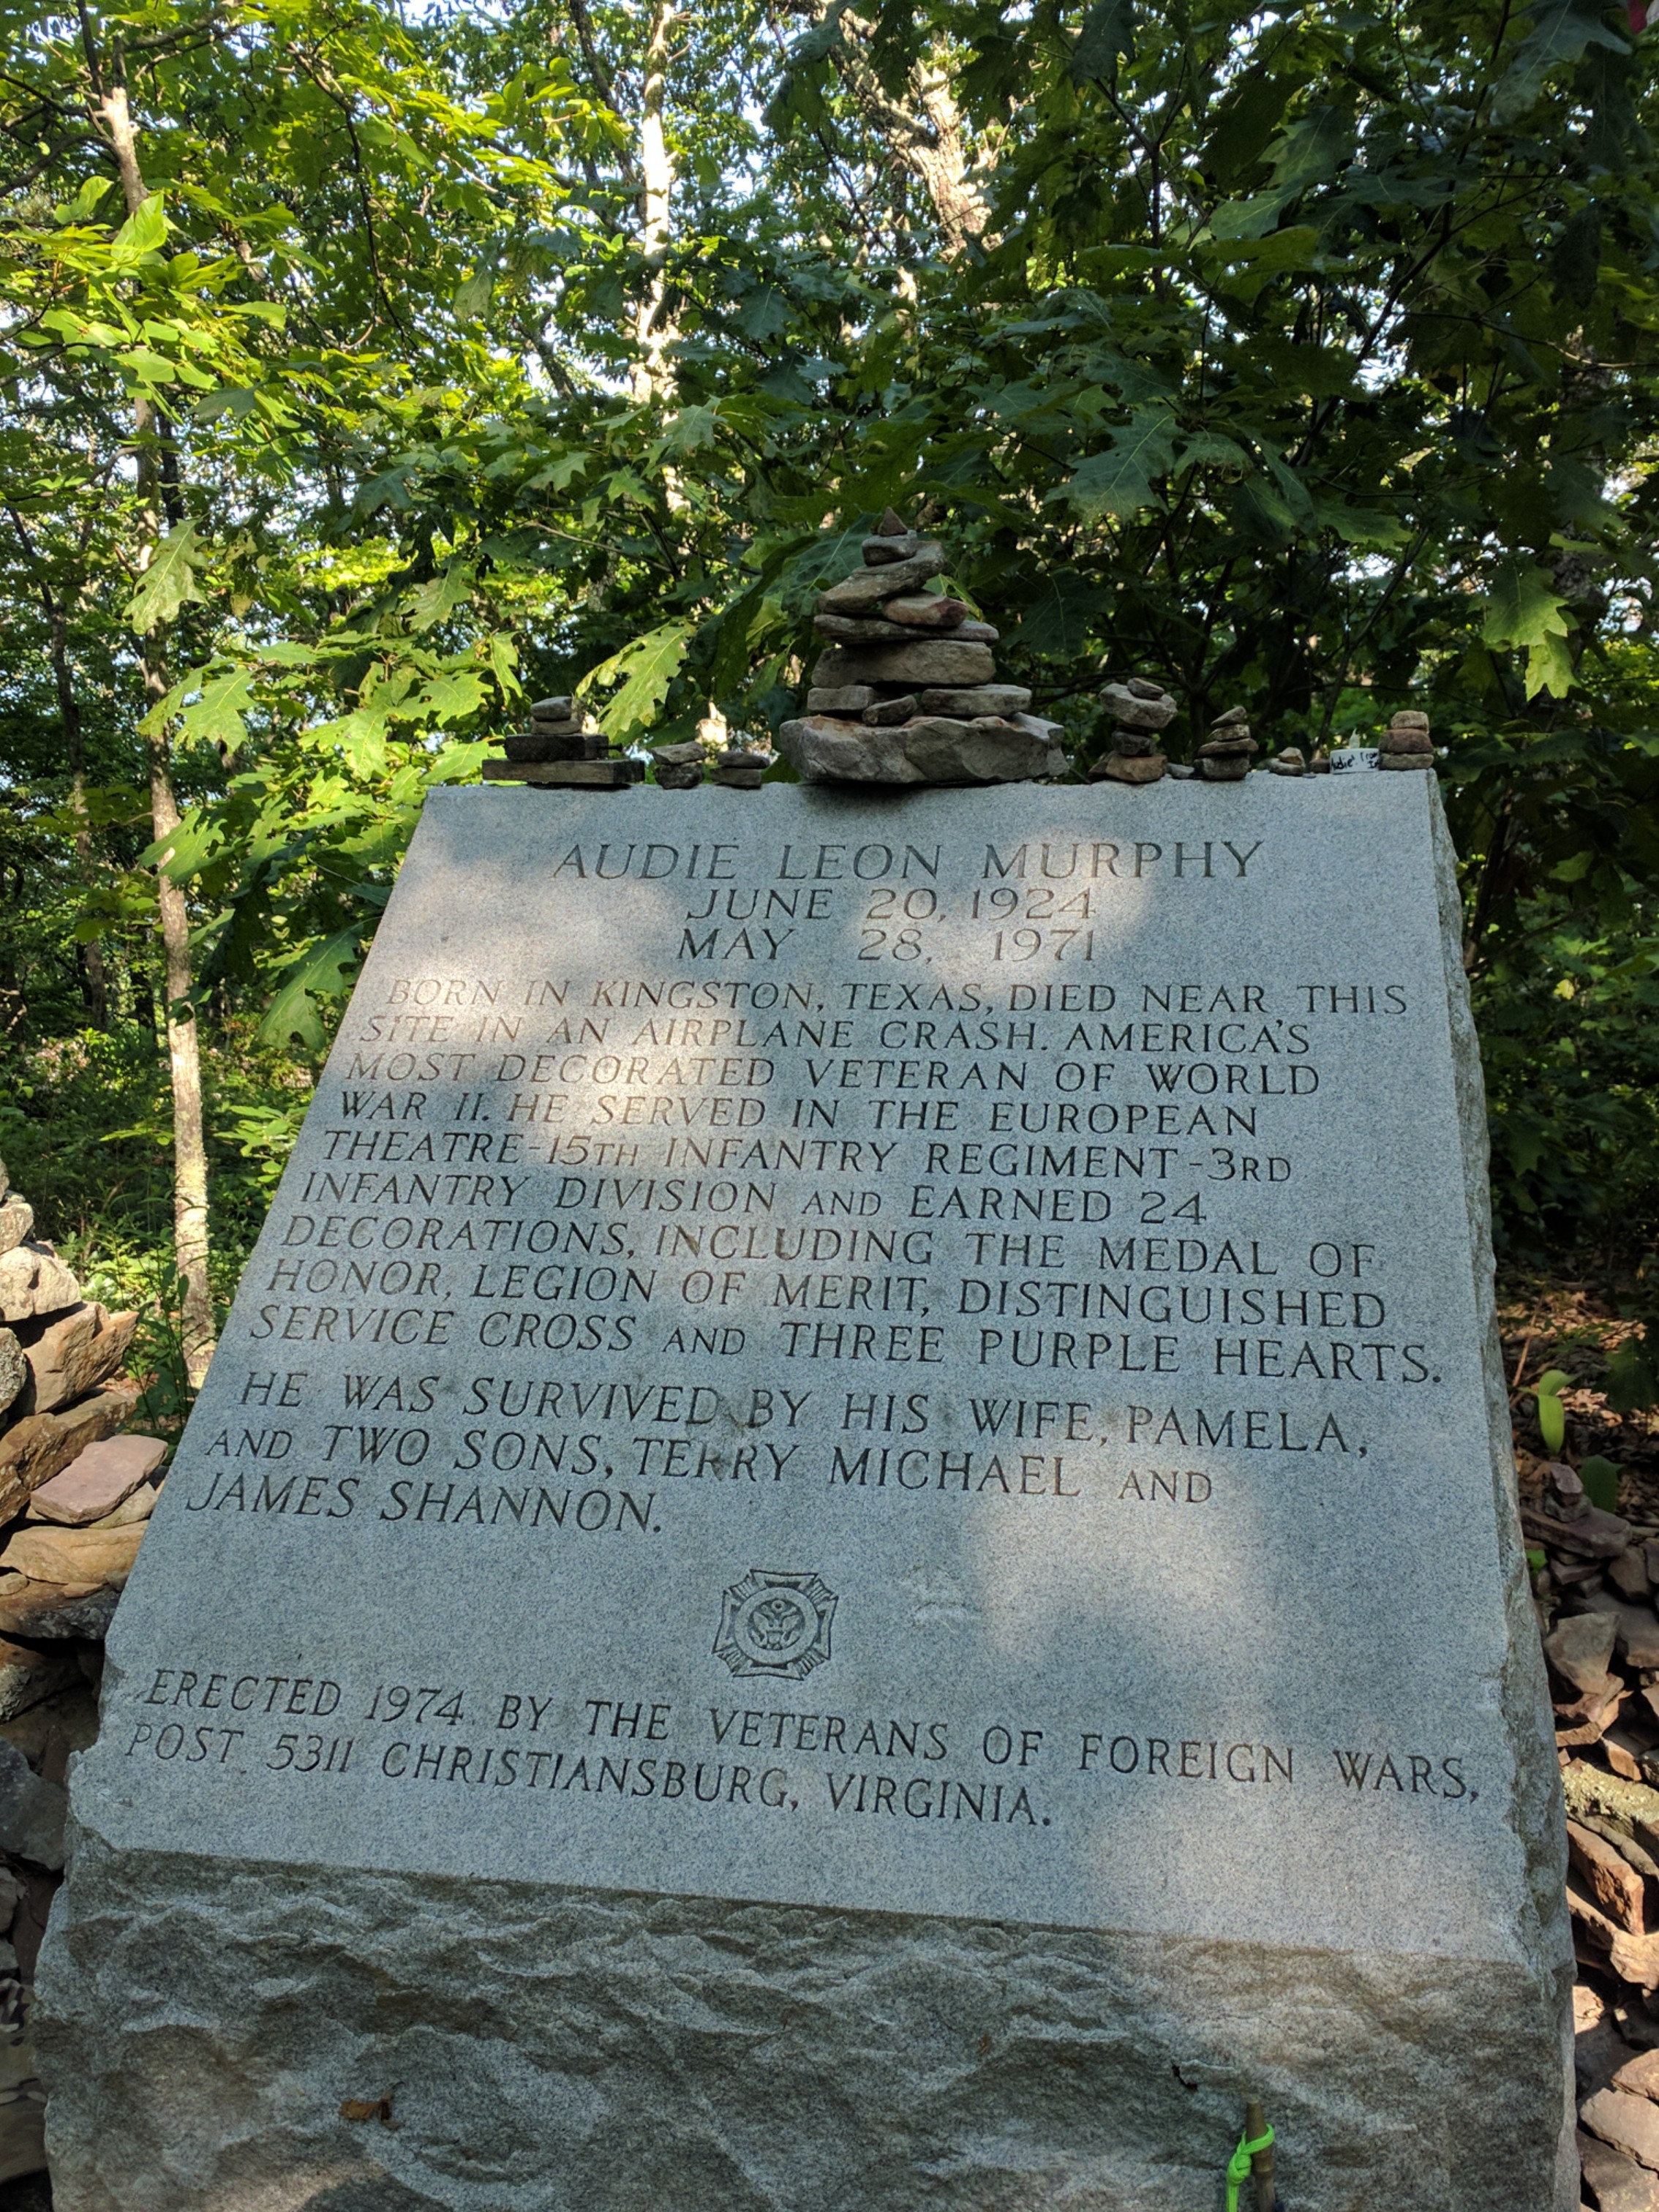 AUDIE LEON MURPHY
JUNE 20, 1924
MAY 28, 1971
BORN IN KINGSTON, TEXAS, DIED NEAR THIS
SITE IN AN AIRPLANE CRASH. AMERICA'S
MOST DECORATED VETERAN OF WORLD
WAR II. HE SERVED IN THE EUROPEAN
THEATRE-15TH INFANTRY REGIMENT-3RD
INFANTRY DIVISION AND EARNED 24
DECORATIONS, INCLUDING THE MEDAL OF
HONOR, LEGION OF MERIT, DISTINGUISHED
SERVICE CROSS AND THREE PURPLE HEARTS.
HE WAS SURVIVED BY HIS WIFE, PAMELA,
AND TWO SONS, TERRY MICHAEL AND
JAMES SHANNON.
ERECTED 1974 BY THE VETERANS OF FOREIGN WARS,
POST 5311 CHRISTIANSBURG, VIRGINIA.